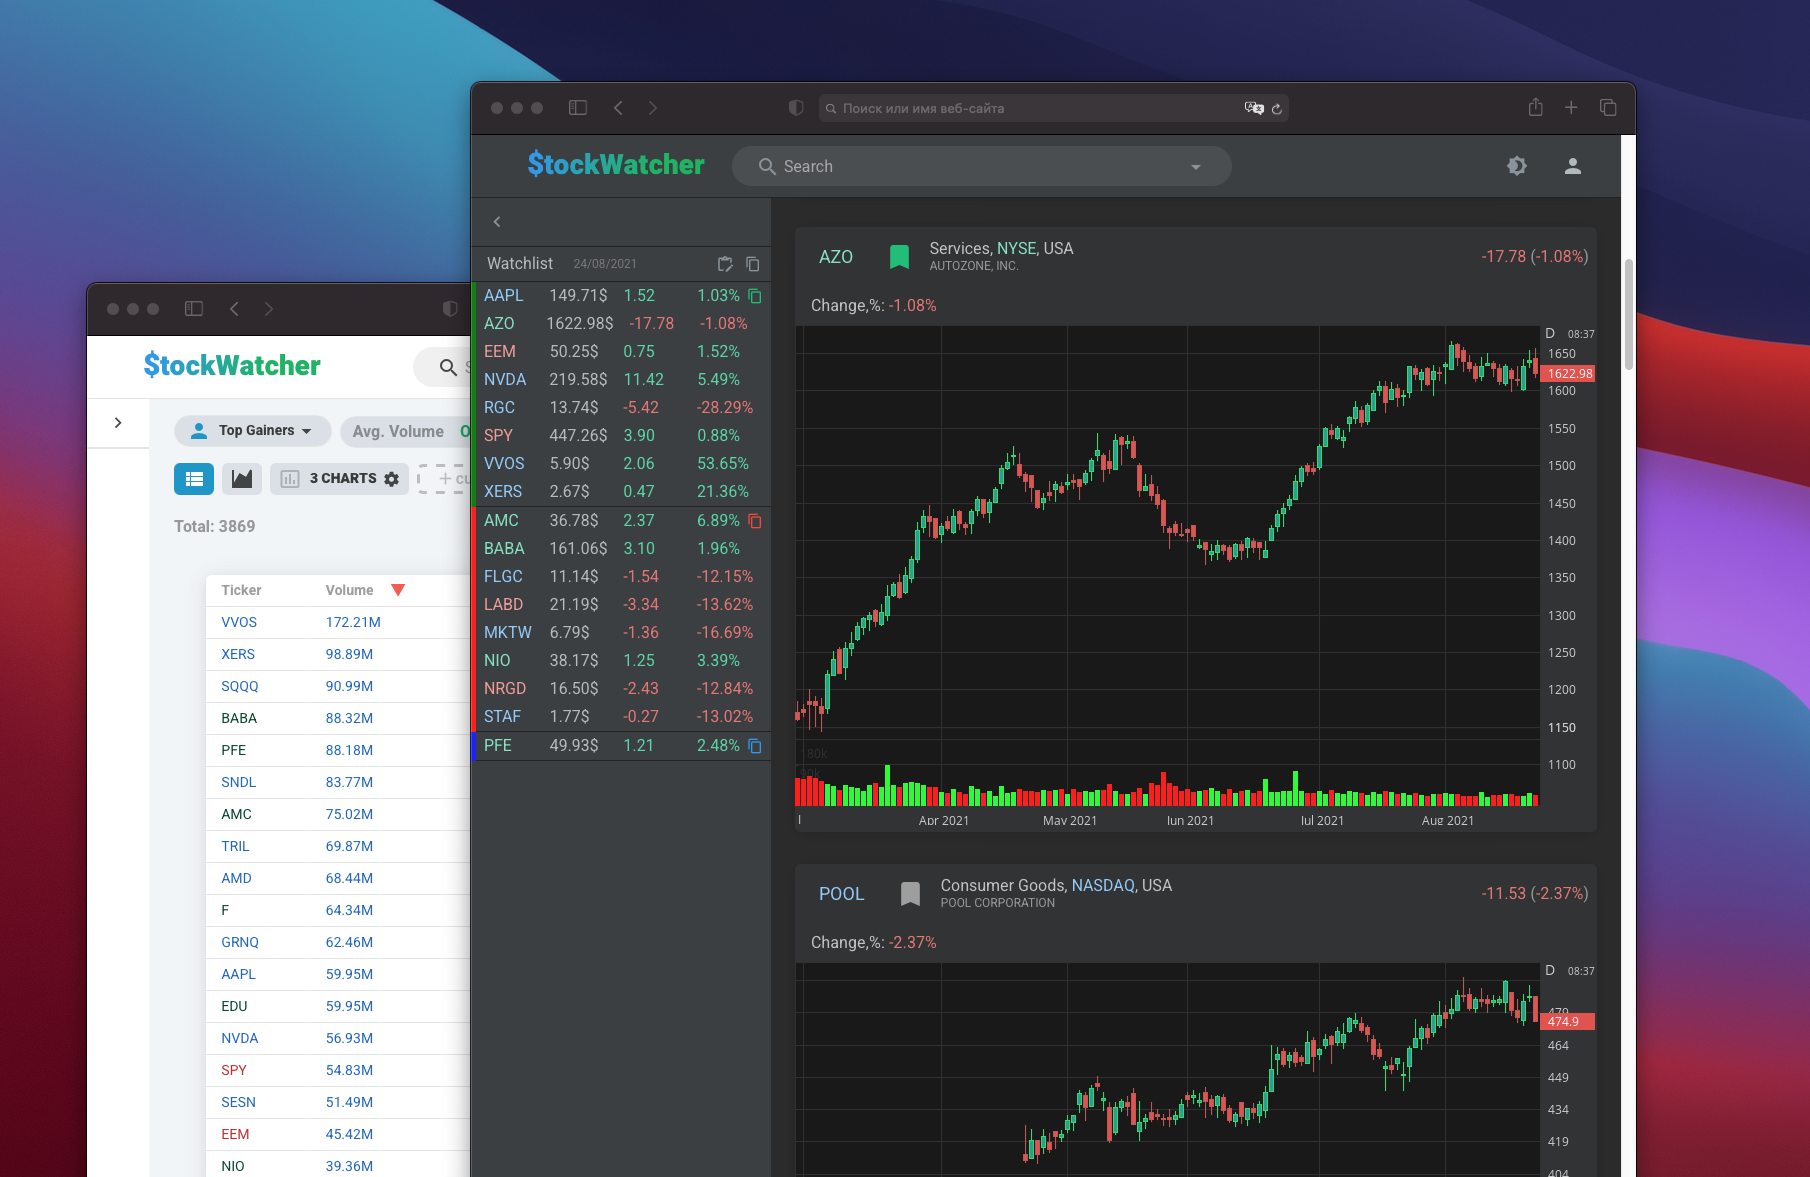 Поиск или имя веб-сайта
$tockWatcher
Search
Watchlist 24/08/2021
AAPL 149.71$ 1.52 1.03%
AZO 1622.98$ -17.78 -1.08%
EEM 50.25$ 0.75 1.52%
NVDA 219.58$ 11.42 5.49%
RGC 13.74$ -5.42 -28.29%
SPY 447.26$ 3.90 0.88%
VVOS 5.90$ 2.06 53.65%
XERS 2.67$ 0.47 21.36%
AMC 36.78$ 2.37 6.89%
BABA 161.06$ 3.10 1.96%
FLGC 11.14$ -1.54 -12.15%
LABD 21.19$ -3.34 -13.62%
MKTW 6.79$ -1.36 -16.69%
NIO 38.17$ 1.25 3.39%
NRGD 16.50$ -2.43 -12.84%
STAF 1.77$ -0.27 -13.02%
PFE 49.93$ 1.21 2.48%
AZO
Services, NYSE, USA
AUTOZONE, INC.
-17.78 (-1.08%)
Change,%: -1.08%
D 08:37
1650
1622.98
1600
1550
1500
1450
1400
1350
1300
1250
1200
1150
1100
180k
Apr 2021 May 2021 Jun 2021 Jul 2021 Aug 2021
POOL
Consumer Goods, NASDAQ, USA
POOL CORPORATION
-11.53 (-2.37%)
Change,%: -2.37%
D 08:37
479
474.9
464
449
434
419
404
$tockWatcher
Top Gainers
Avg. Volume
3 CHARTS
Total: 3869
Ticker Volume
VVOS 172.21M
XERS 98.89M
SQQQ 90.99M
BABA 88.32M
PFE 88.18M
SNDL 83.77M
AMC 75.02M
TRIL 69.87M
AMD 68.44M
F 64.34M
GRNQ 62.46M
AAPL 59.95M
EDU 59.95M
NVDA 56.93M
SPY 54.83M
SESN 51.49M
EEM 45.42M
NIO 39.36M